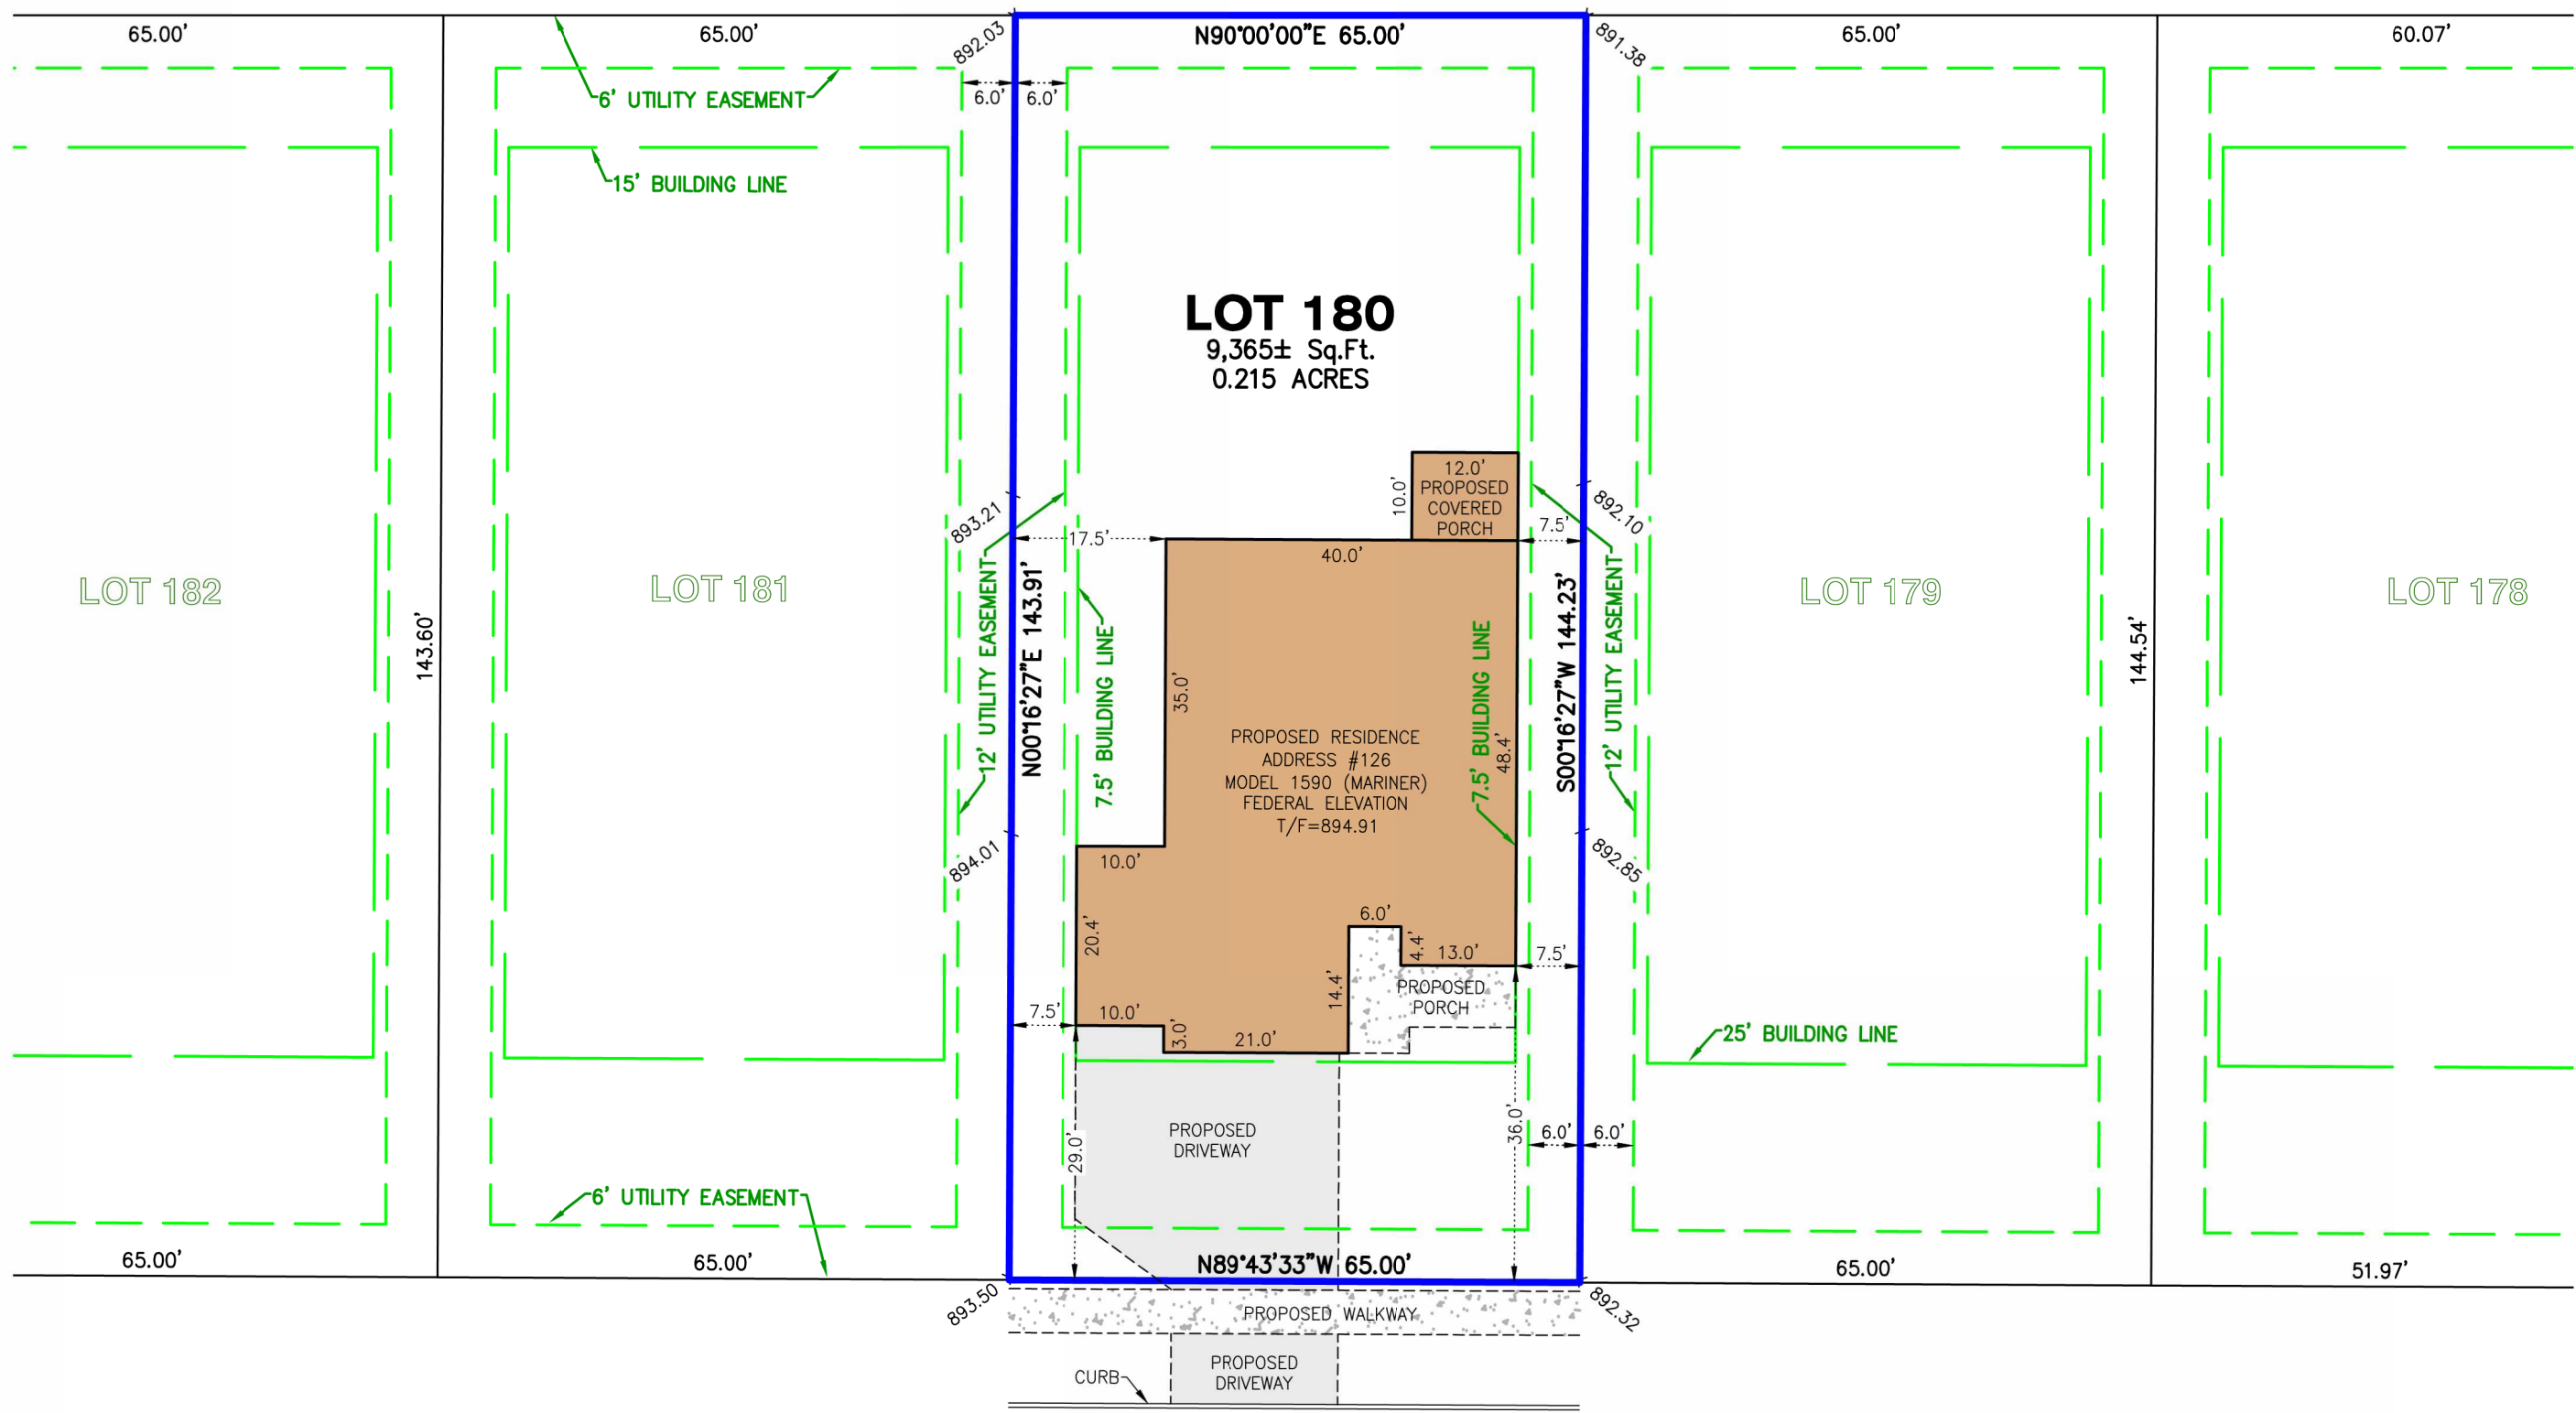 65.00'
65.00'
892.03
N90°00'00"E 65.00'
891.38
65.00'
60.07'
6' UTILITY EASEMENT
6.0'
6.0'
15' BUILDING LINE
LOT 180
9,365± Sq.Ft.
0.215 ACRES
12.0'
PROPOSED
COVERED
PORCH
10.0'
893.21
892.10
17.5'
7.5'
40.0'
LOT 182
LOT 181
LOT 179
LOT 178
143.60'
12' UTILITY EASEMENT
N00°16'27"E 143.91'
7.5' BUILDING LINE
35.0'
7.5' BUILDING LINE
48.4'
S00°16'27"W 144.23'
12' UTILITY EASEMENT
144.54'
PROPOSED RESIDENCE
ADDRESS #126
MODEL 1590 (MARINER)
FEDERAL ELEVATION
T/F=894.91
894.01
892.85
10.0'
20.4'
6.0'
4.4'
13.0'
7.5'
14.4'
PROPOSED
PORCH
7.5'
10.0'
3.0'
21.0'
25' BUILDING LINE
PROPOSED
DRIVEWAY
29.0'
36.0'
6.0'
6.0'
6' UTILITY EASEMENT
65.00'
65.00'
N89°43'33"W 65.00'
65.00'
51.97'
893.50
892.32
PROPOSED WALKWAY
PROPOSED
DRIVEWAY
CURB